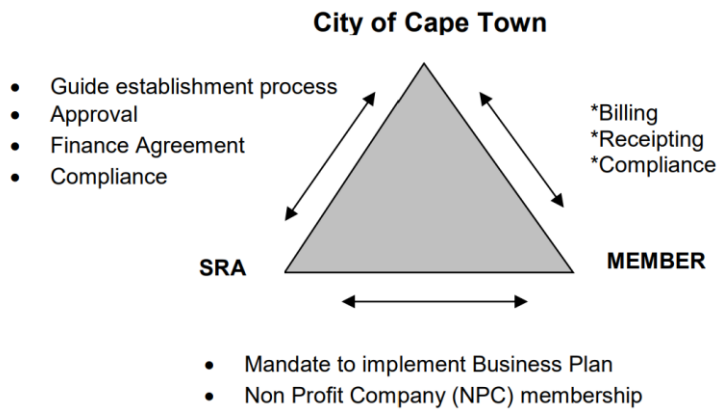 City of Cape Town
• Guide establishment process
• Approval
• Finance Agreement
• Compliance
*Billing
*Receipting
*Compliance
SRA
MEMBER
• Mandate to implement Business Plan
• Non Profit Company (NPC) membership